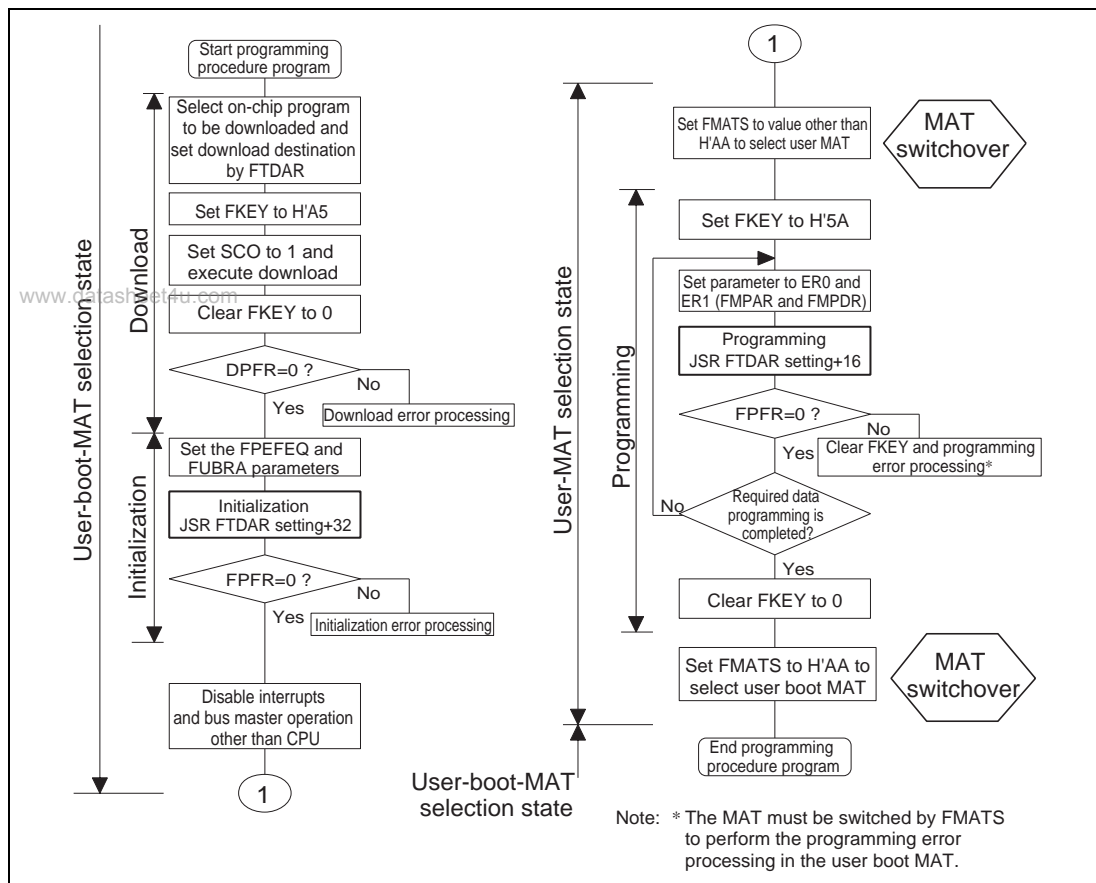 Start programming
procedure program
Select on-chip program
to be downloaded and
set download destination
by FTDAR
Set FKEY to H'A5
Set SCO to 1 and
execute download
www.datasheet4u.com
Clear FKEY to 0
DPFR=0 ?
No
Yes
Download error processing
Set the FPEFEQ and
FUBRA parameters
Initialization
JSR FTDAR setting+32
FPFR=0 ?
No
Yes
Initialization error processing
Disable interrupts
and bus master operation
other than CPU
1
User-boot-MAT selection state
Download
Initialization
1
Set FMATS to value other than
H'AA to select user MAT
MAT
switchover
Set FKEY to H'5A
Set parameter to ER0 and
ER1 (FMPAR and FMPDR)
Programming
JSR FTDAR setting+16
FPFR=0 ?
No
Yes
Clear FKEY and programming
error processing*
Required data
programming is
completed?
No
Yes
Clear FKEY to 0
Set FMATS to H'AA to
select user boot MAT
MAT
switchover
End programming
procedure program
User-MAT selection state
Programming
User-boot-MAT
selection state
Note: * The MAT must be switched by FMATS
to perform the programming error
processing in the user boot MAT.